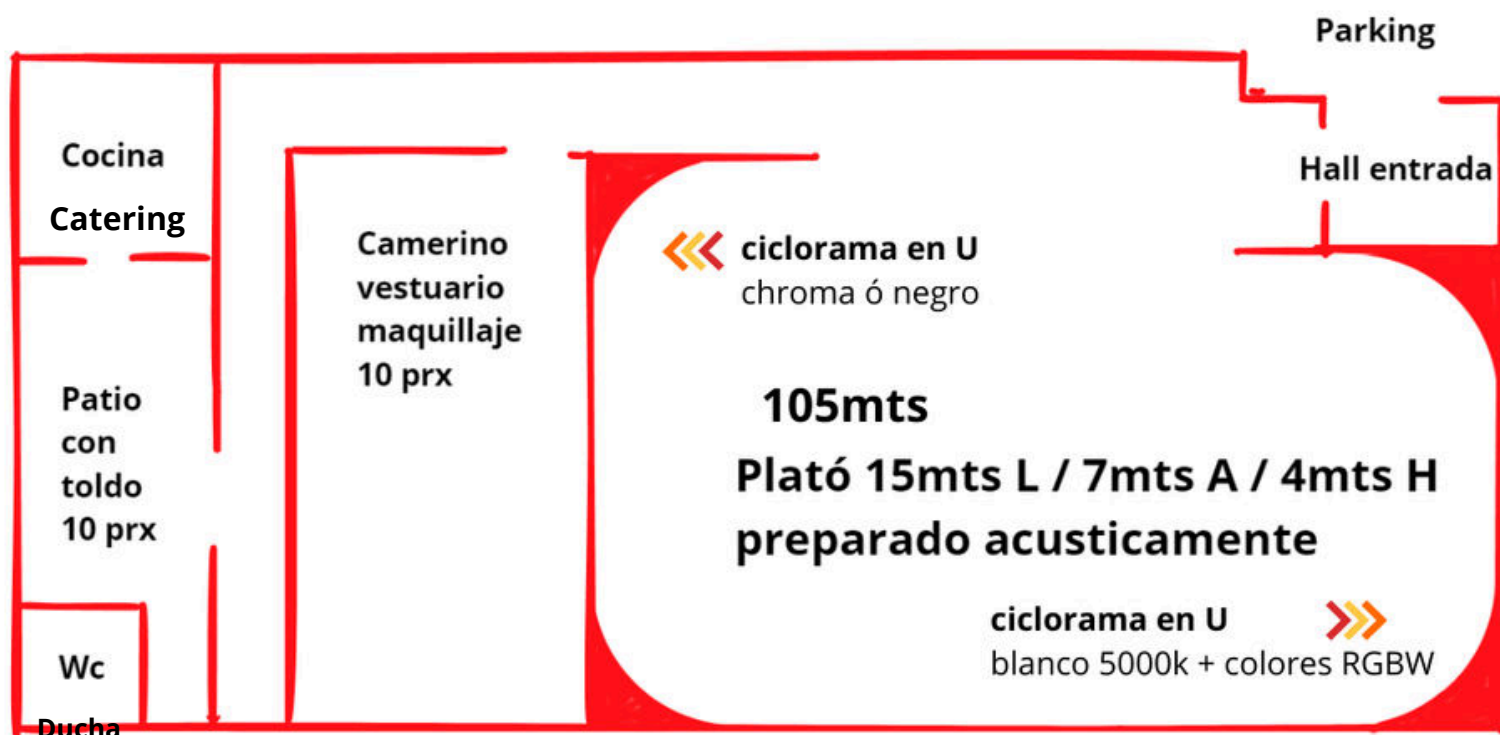 Parking
Cocina
Catering
Hall entrada
Camerino
vestuario
maquillaje
10 prx
ciclorama en U
chroma ó negro
Patio
con
toldo
10 prx
105mts
Plató 15mts L / 7mts A / 4mts H
preparado acusticamente
ciclorama en U
blanco 5000k + colores RGBW
Wc
Ducha